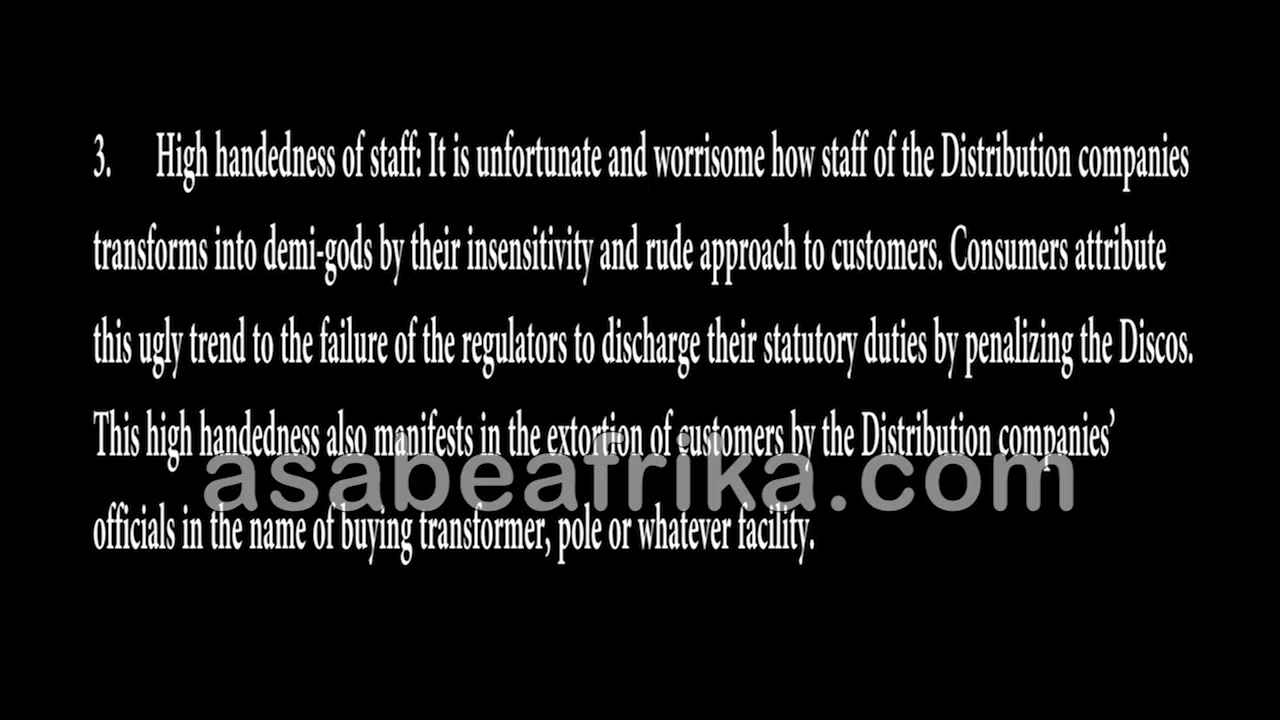 3. High handedness of staff: It is unfortunate and worrisome how staff of the Distribution companies
transforms into demi-gods by their insensitivity and rude approach to customers. Consumers attribute
this ugly trend to the failure of the regulators to discharge their statutory duties by penalizing the Discos.
This high handedness also manifests in the extortion of customers by the Distribution companies’
asabeafrika.com
officials in the name of buying transformer, pole or whatever facility.